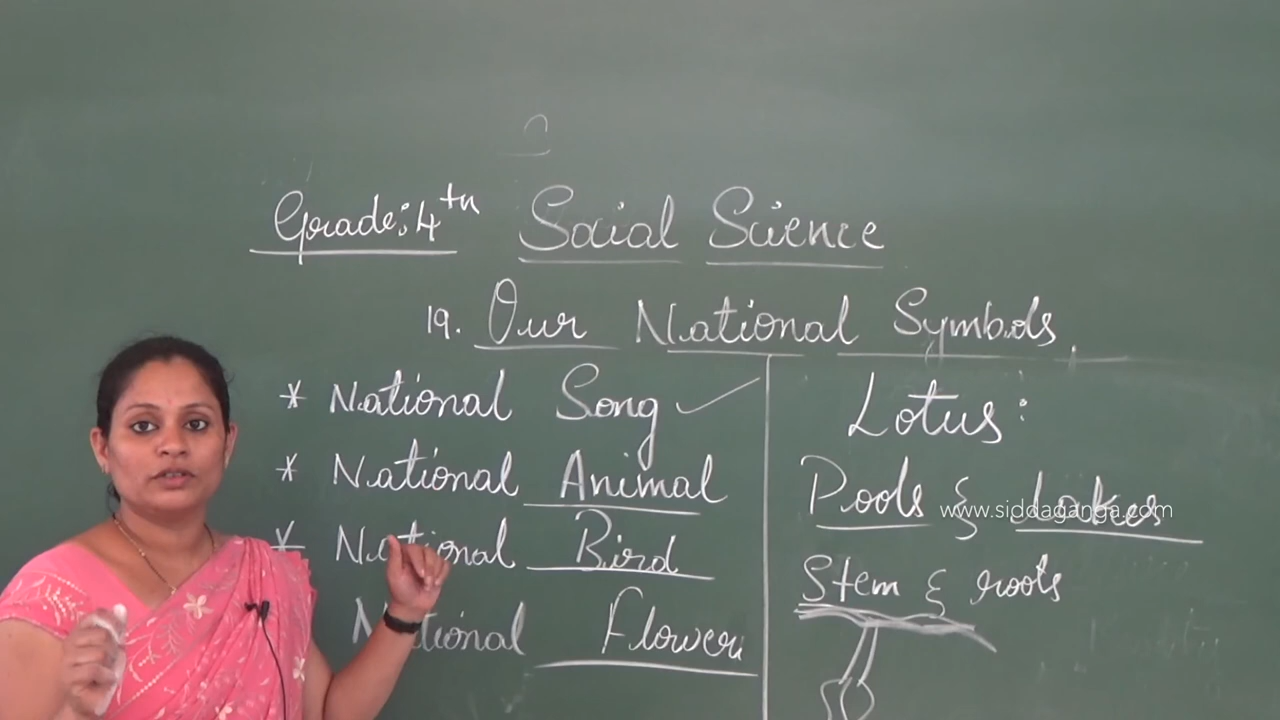 Grade:4th Social Science
19. Our National Symbols
* National Song ✓
* National Animal
* National Bird
National Flower
Lotus:
Pools & Lakes
www.siddaganga.com
Stem & roots